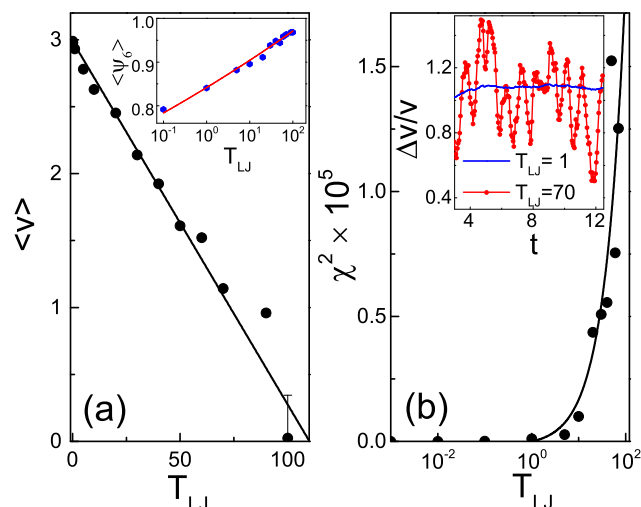 3
2
1
0
<v>
0
50
100
T_LJ
(a)
1.0
0.9
0.8
<ψ_6>
10^-1
10^0
10^1
10^2
T_LJ
1.5
1.0
0.5
0.0
χ^2 × 10^5
10^-2
10^0
10^2
T_LJ
(b)
1.2
0.8
0.4
Δv/v
4
8
12
t
T_LJ= 1
T_LJ=70